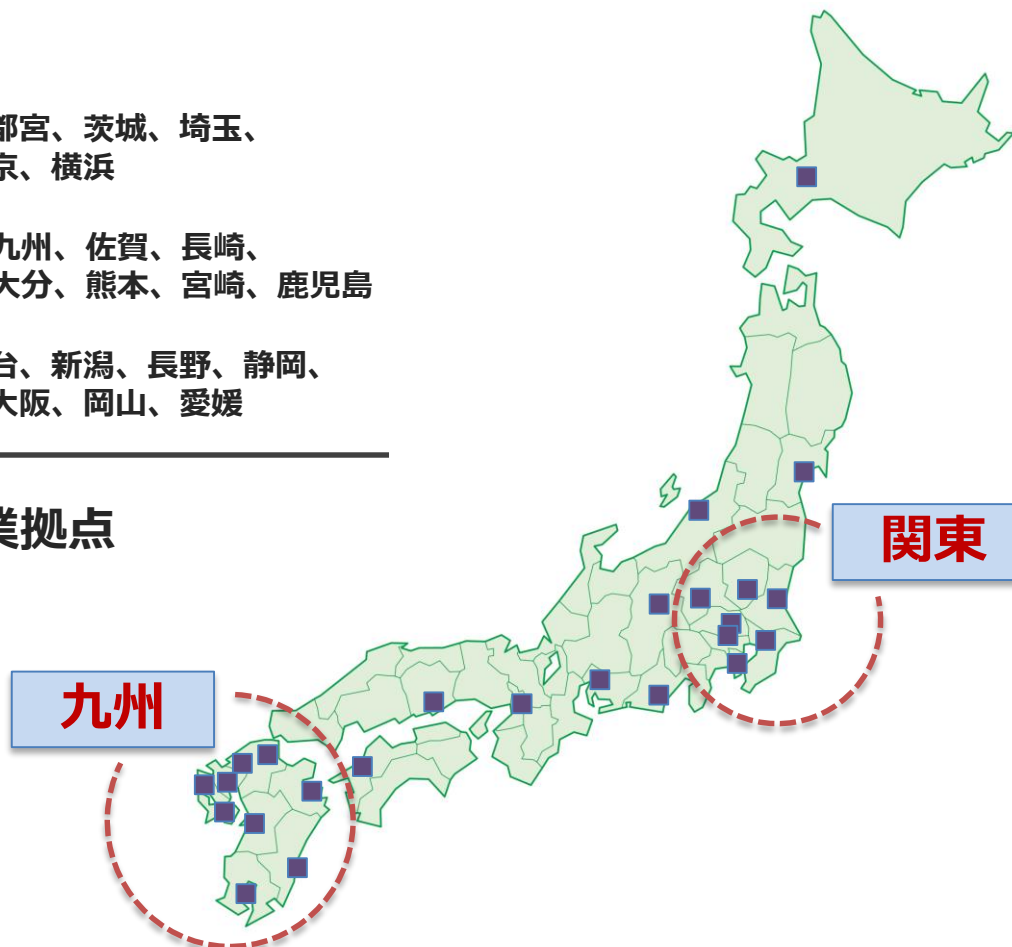 都宮、茨城、埼玉、
京、横浜
九州、佐賀、長崎、
大分、熊本、宮崎、鹿児島
台、新潟、長野、静岡、
大阪、岡山、愛媛
業拠点
関東
九州